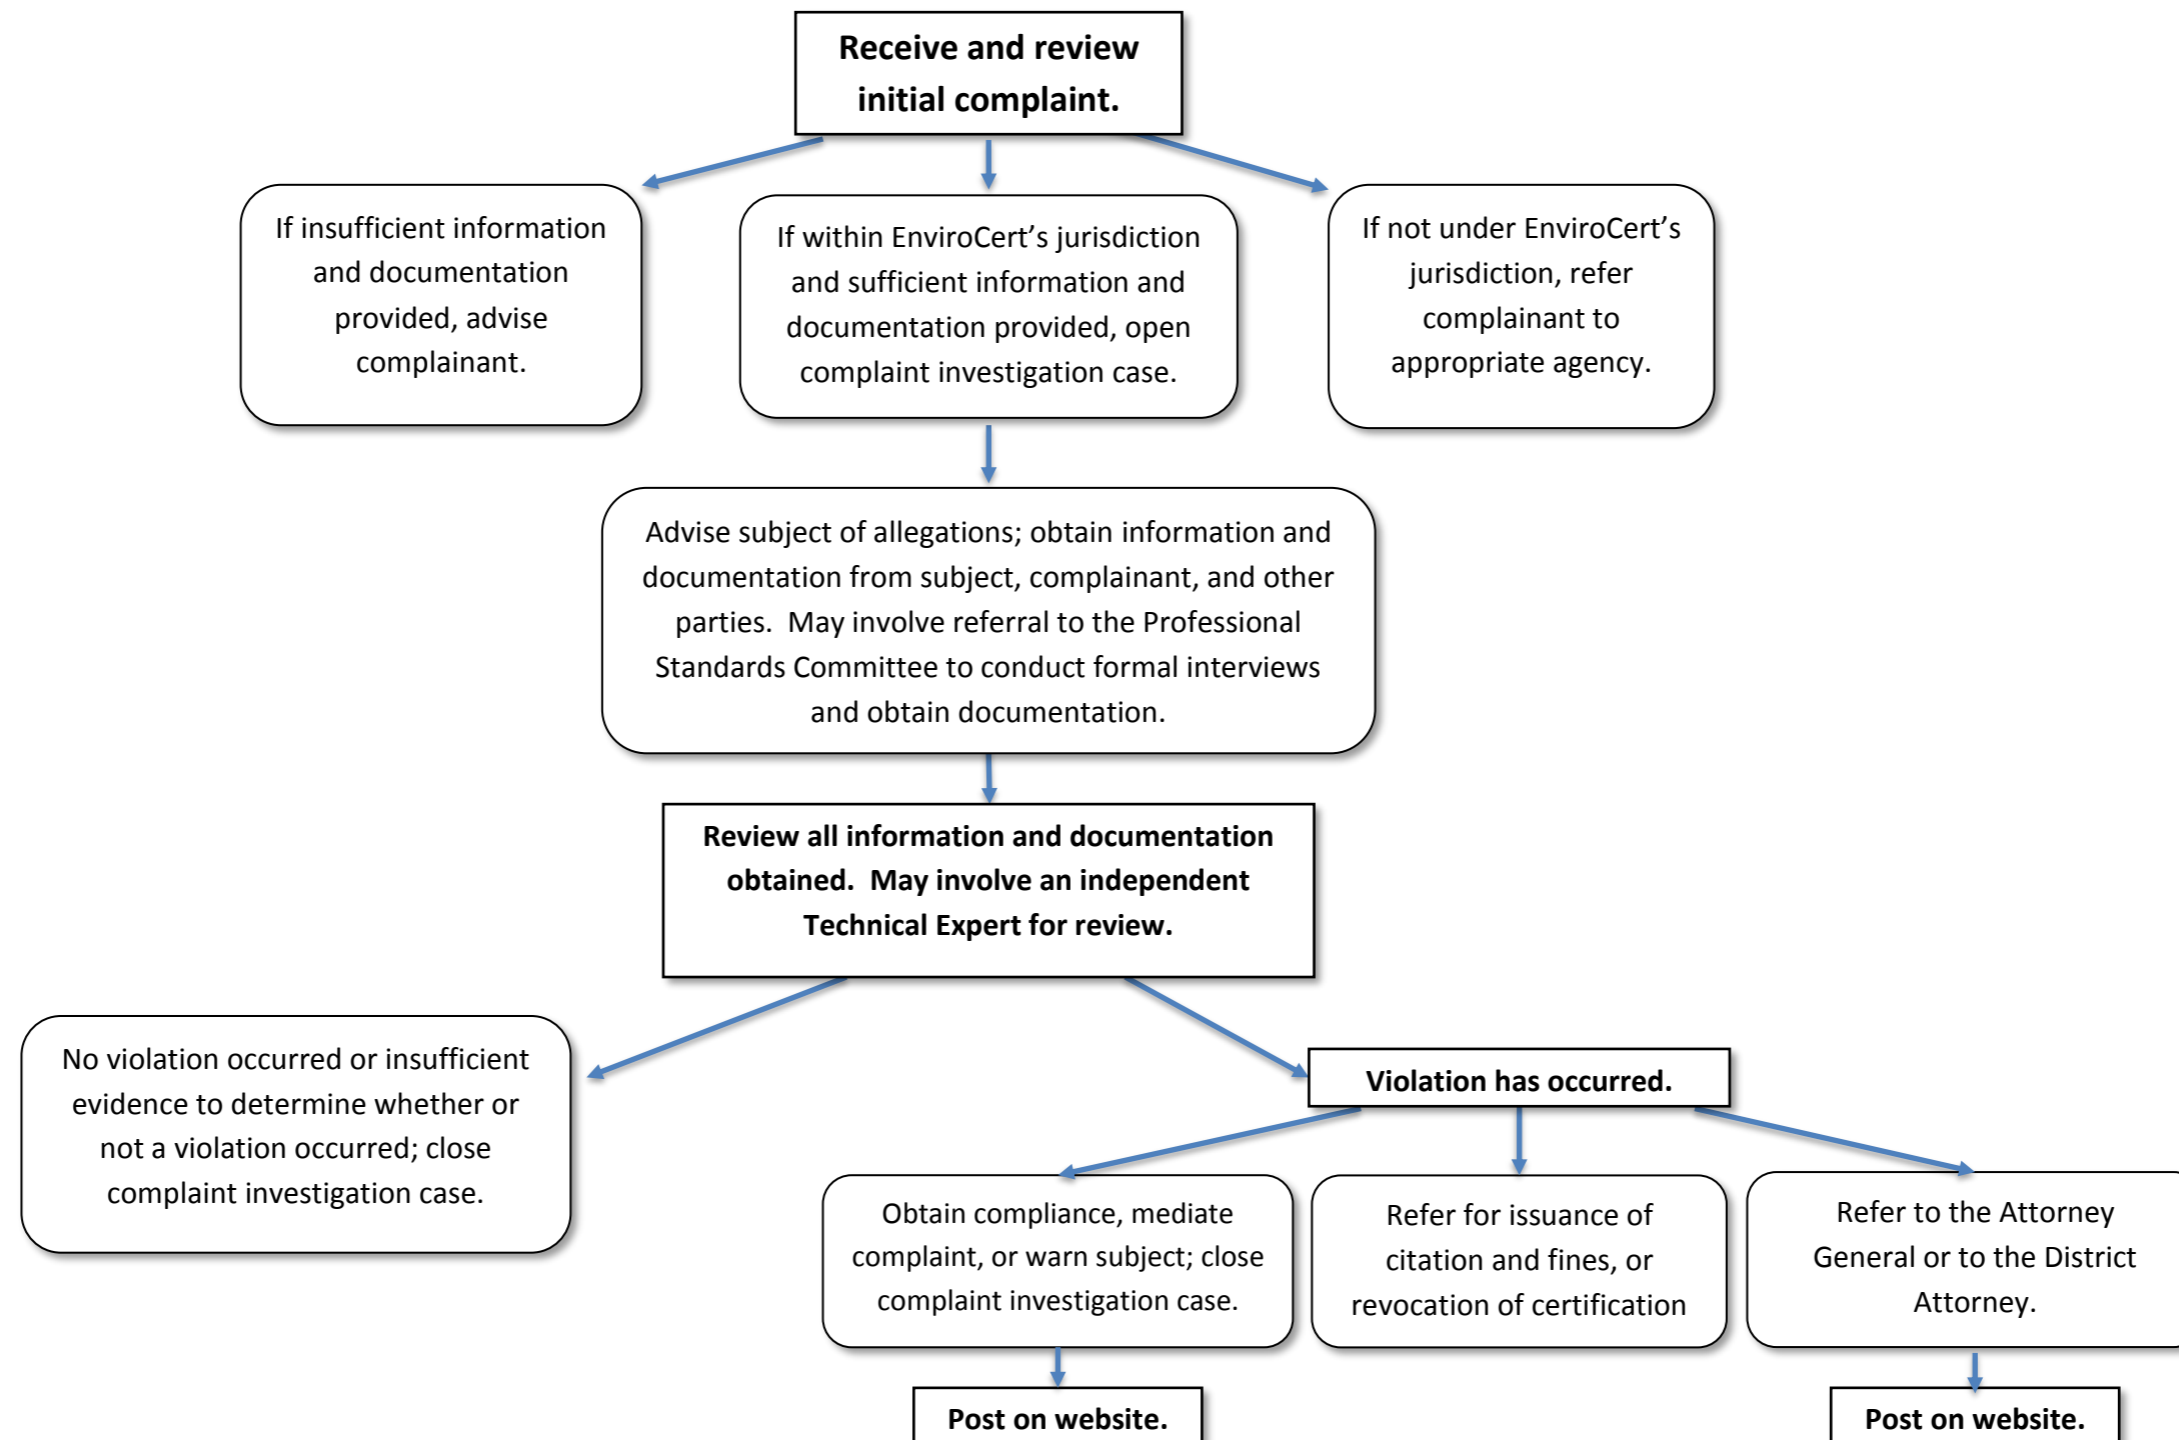 Receive and review
initial complaint.
If insufficient information
and documentation
provided, advise
complainant.
If within EnviroCert’s jurisdiction
and sufficient information and
documentation provided, open
complaint investigation case.
If not under EnviroCert’s
jurisdiction, refer
complainant to
appropriate agency.
Advise subject of allegations; obtain information and
documentation from subject, complainant, and other
parties.  May involve referral to the Professional
Standards Committee to conduct formal interviews
and obtain documentation.
Review all information and documentation
obtained.  May involve an independent
Technical Expert for review.
No violation occurred or insufficient
evidence to determine whether or
not a violation occurred; close
complaint investigation case.
Violation has occurred.
Obtain compliance, mediate
complaint, or warn subject; close
complaint investigation case.
Refer for issuance of
citation and fines, or
revocation of certification
Refer to the Attorney
General or to the District
Attorney.
Post on website.
Post on website.